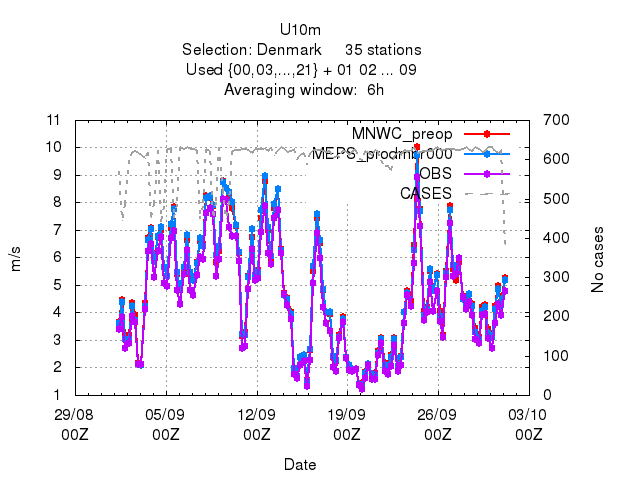 U10m
Selection: Denmark 35 stations
Used {00,03,...,21} + 01 02 ... 09
Averaging window: 6h
11 700
10 600
9
8 500
7 400
6
5 300
4 200
3
2 100
1 0
MNWC_preop
MEPS_prodmbr000
OBS
CASES
m/s
No cases
29/08 05/09 12/09 19/09 26/09 03/10
00Z 00Z 00Z 00Z 00Z 00Z
Date